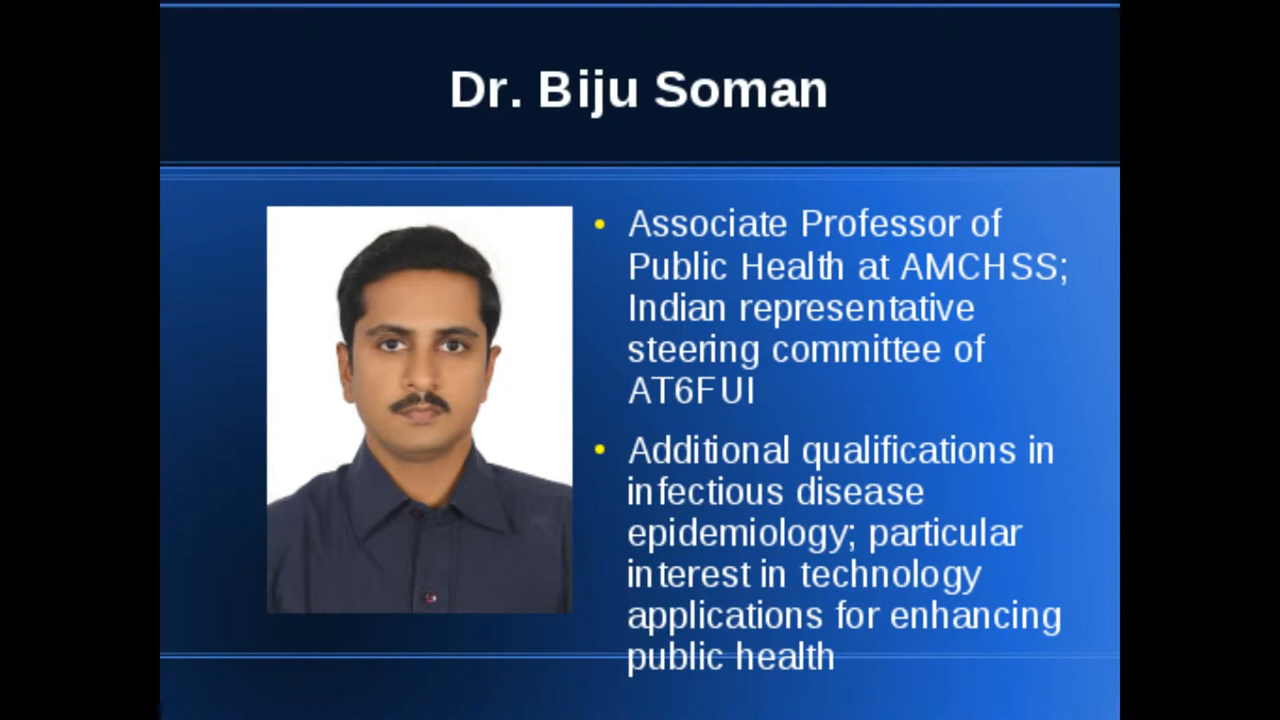 Dr. Biju Soman
• Associate Professor of
Public Health at AMCHSS;
Indian representative
steering committee of
AT6FUI
• Additional qualifications in
infectious disease
epidemiology; particular
interest in technology
applications for enhancing
public health